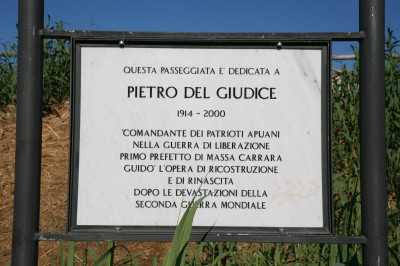 QUESTA PASSEGGIATA E' DEDICATA A
PIETRO DEL GIUDICE
1914 - 2000
COMANDANTE DEI PATRIOTI APUANI
NELLA GUERRA DI LIBERAZIONE
PRIMO PREFETTO DI MASSA CARRARA
GUIDO' L'OPERA DI RICOSTRUZIONE
E DI RINASCITA
DOPO LE DEVASTAZIONI DELLA
SECONDA GUERRA MONDIALE